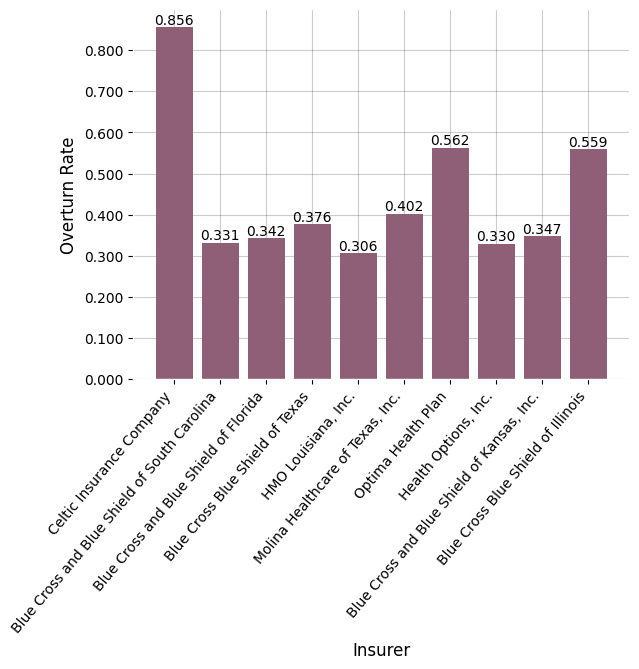 0.856
0.331
0.342
0.376
0.306
0.402
0.562
0.330
0.347
0.559
0.800
0.700
0.600
0.500
0.400
0.300
0.200
0.100
0.000
Overturn Rate
Celtic Insurance Company
Blue Cross and Blue Shield of South Carolina
Blue Cross and Blue Shield of Florida
Blue Cross Blue Shield of Texas
HMO Louisiana, Inc.
Molina Healthcare of Texas, Inc.
Optima Health Plan
Health Options, Inc.
Blue Cross and Blue Shield of Kansas, Inc.
Blue Cross Blue Shield of Illinois
Insurer